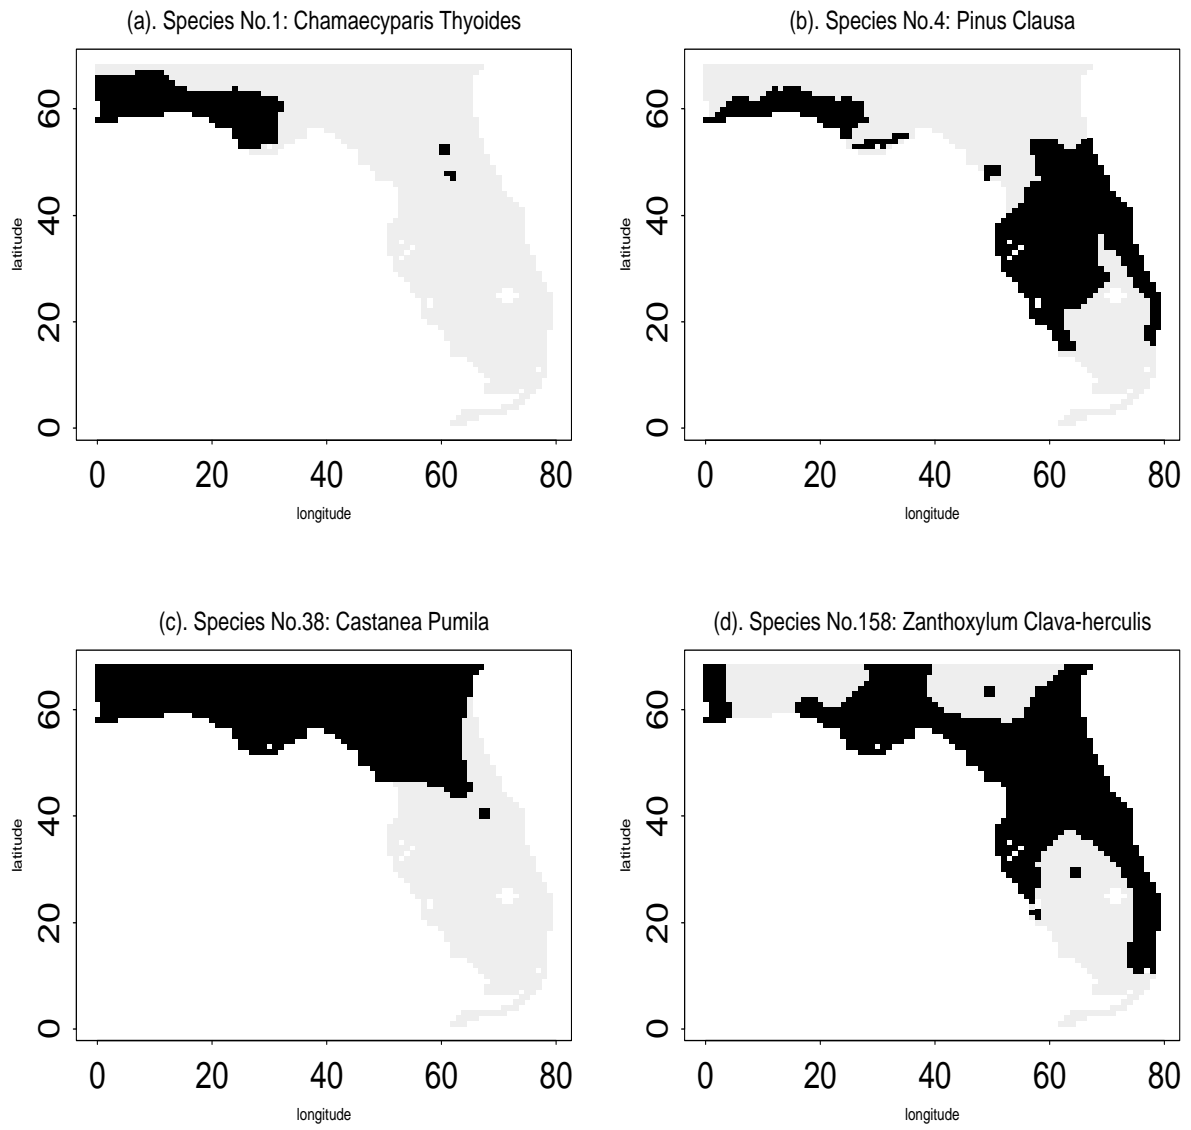 (a). Species No.1: Chamaecyparis Thyoides
latitude
0 20 40 60
0 20 40 60 80
longitude
(b). Species No.4: Pinus Clausa
latitude
0 20 40 60
0 20 40 60 80
longitude
(c). Species No.38: Castanea Pumila
latitude
0 20 40 60
0 20 40 60 80
longitude
(d). Species No.158: Zanthoxylum Clava-herculis
latitude
0 20 40 60
0 20 40 60 80
longitude